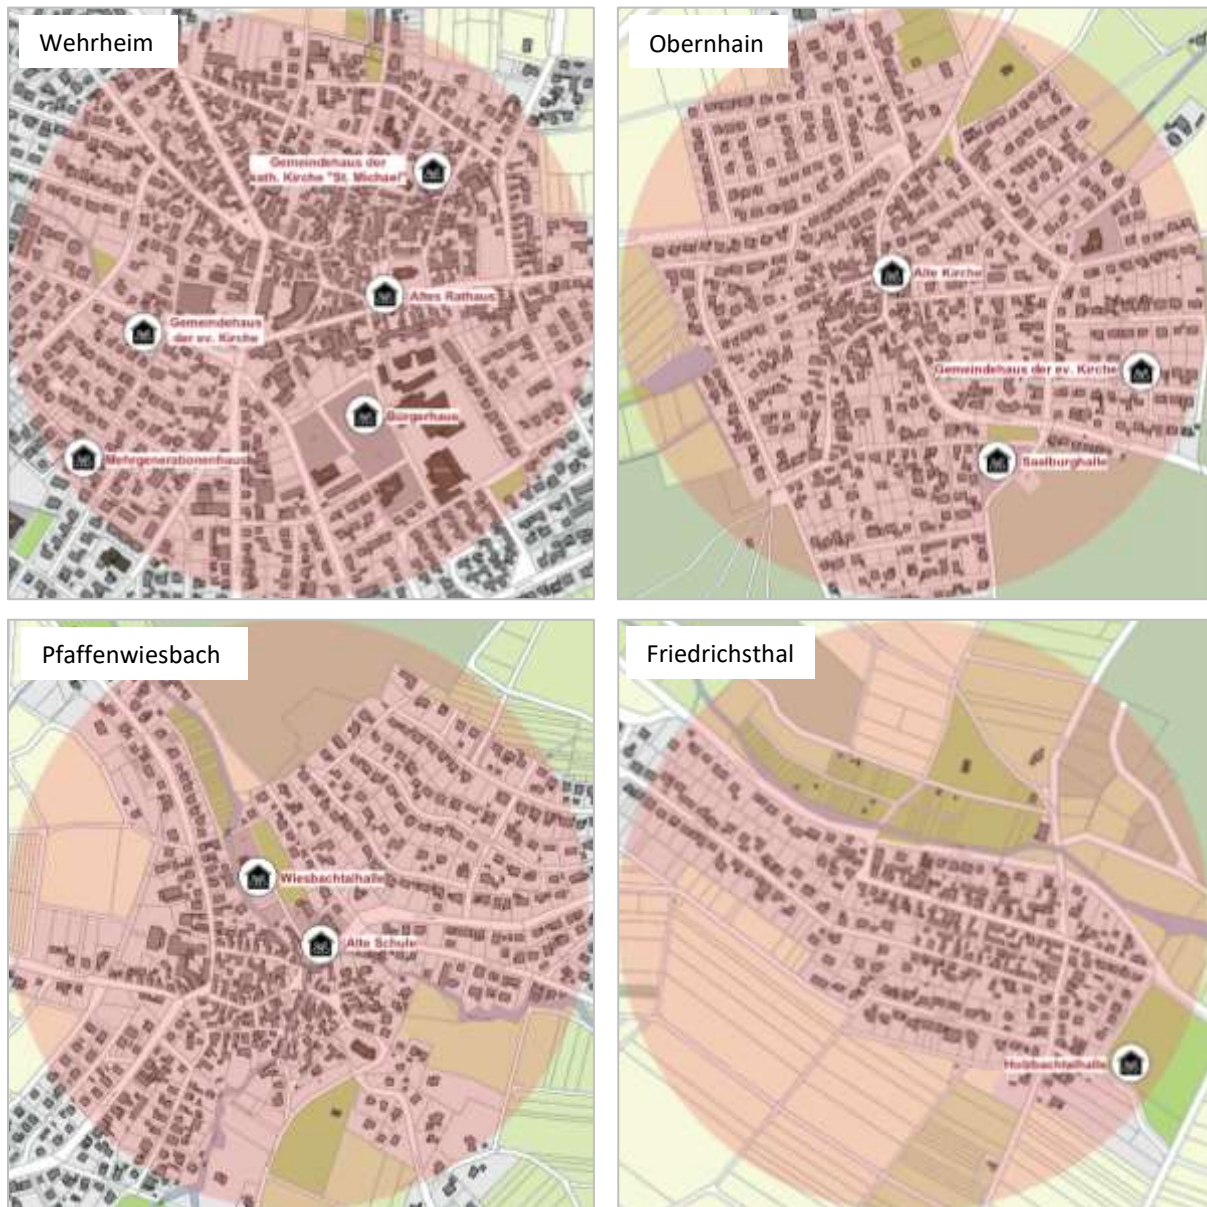 Wehrheim
Gemeindehaus der
kath. Kirche "St. Michael"
Altes Rathaus
Gemeindehaus
der ev. Kirche
Bürgerhaus
Mehrgenerationenhaus
Obernhain
Alte Kirche
Gemeindehaus der ev. Kirche
Saalburghalle
Pfaffenwiesbach
Wiesbachtalhalle
Alte Schule
Friedrichsthal
Holzbachtalhalle